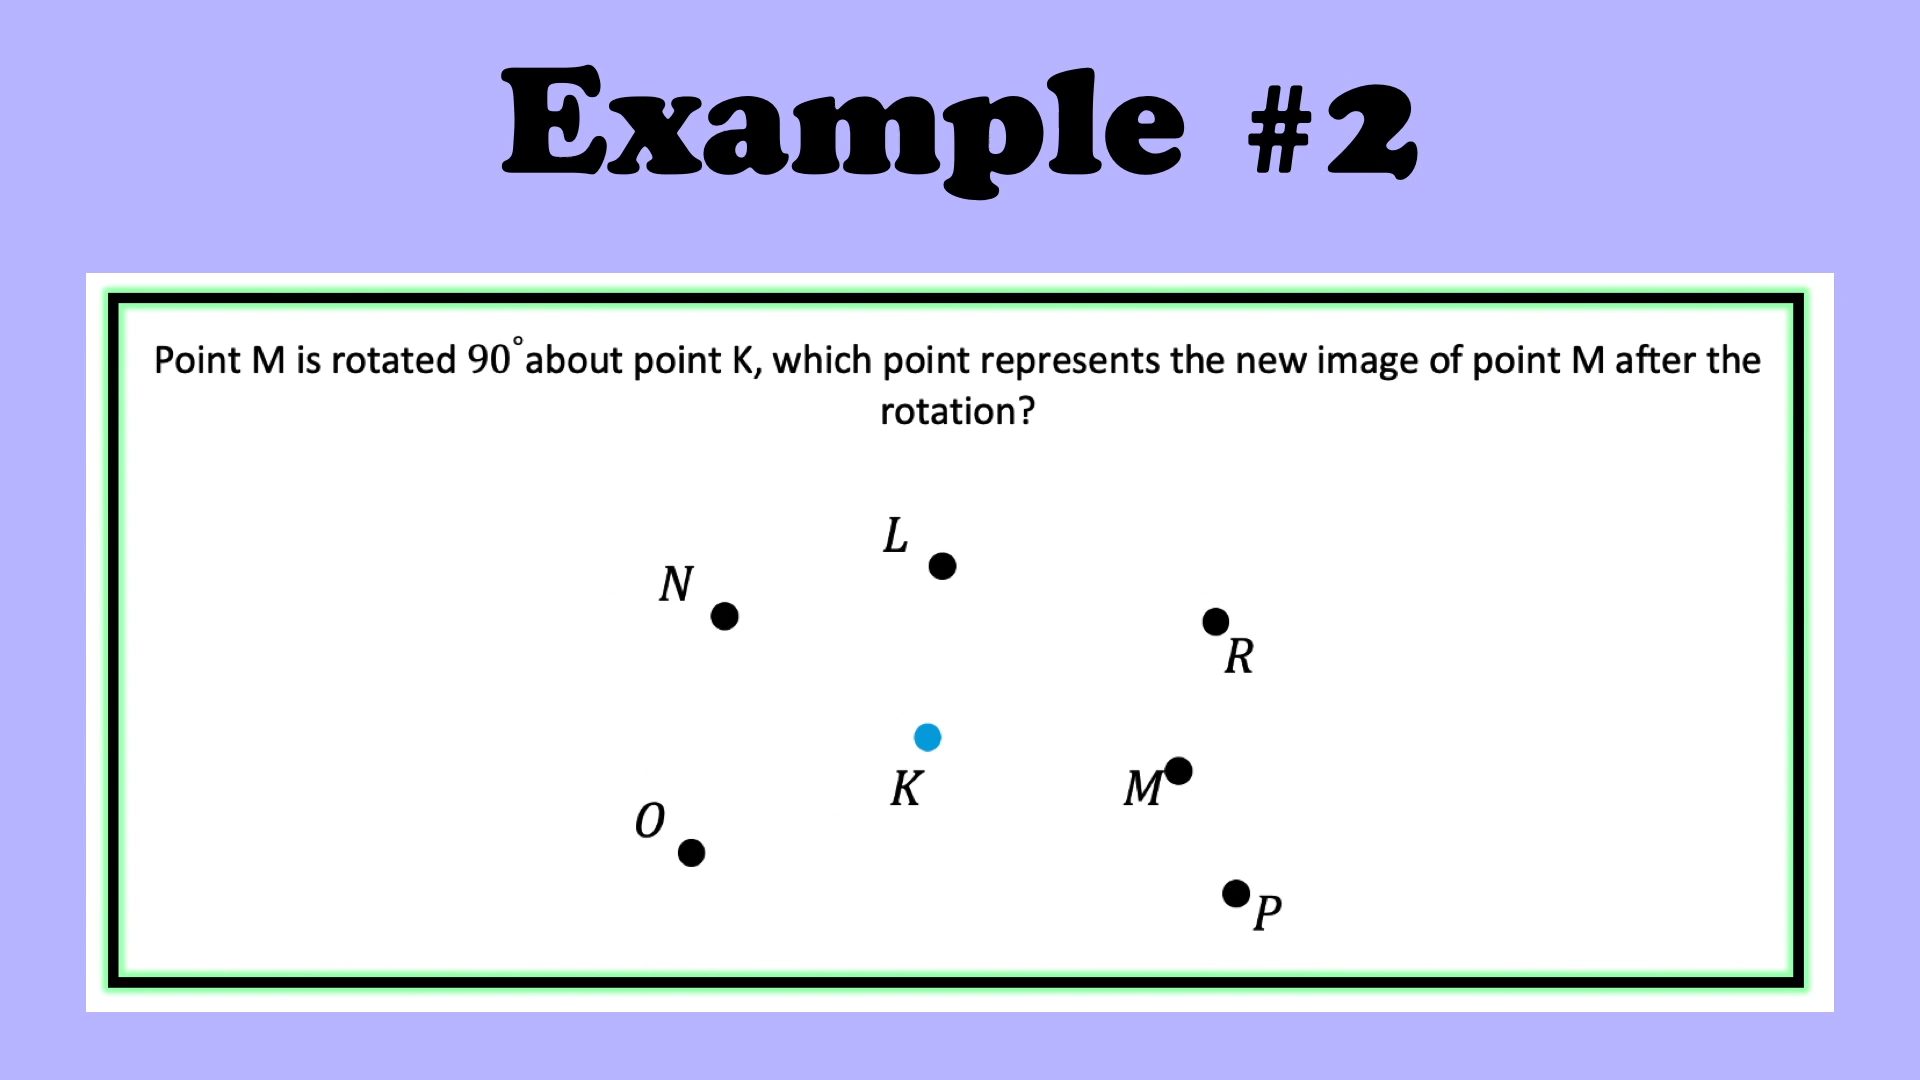 Example #2
Point M is rotated 90°about point K, which point represents the new image of point M after the
rotation?
L
N
R
K
M
O
P